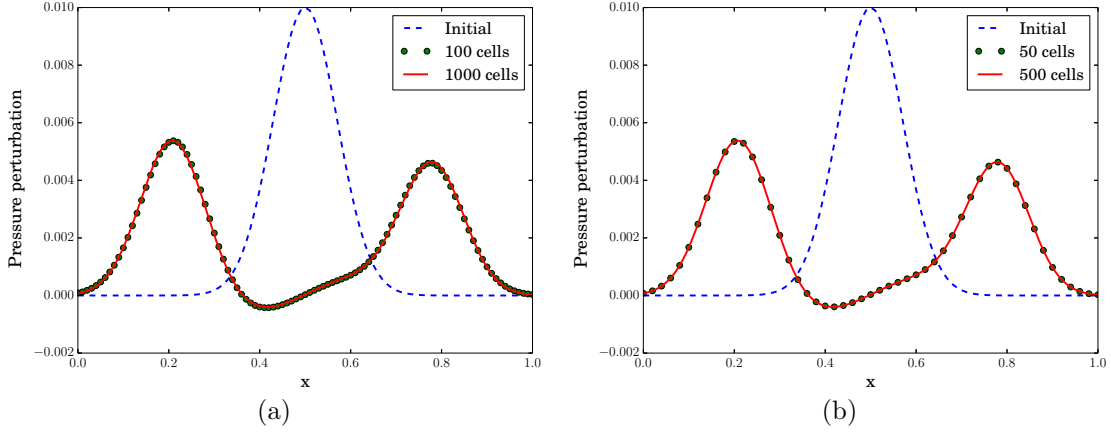 0.010
0.008
0.006
0.004
0.002
0.000
−0.002
Pressure perturbation
0.0 0.2 0.4 0.6 0.8 1.0
x
Initial
100 cells
1000 cells
(a)
0.010
0.008
0.006
0.004
0.002
0.000
−0.002
Pressure perturbation
0.0 0.2 0.4 0.6 0.8 1.0
x
Initial
50 cells
500 cells
(b)